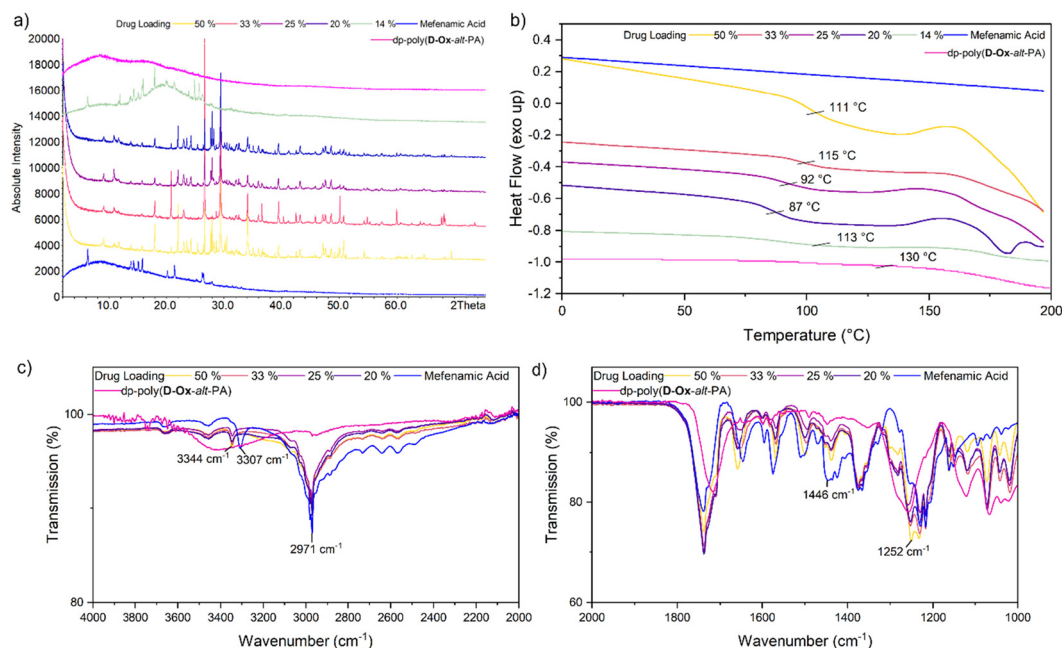 a)
Drug Loading 50 % 33 % 25 % 20 % 14 % Mefenamic Acid
dp-poly(D-Ox-alt-PA)
Absolute Intensity
20000
18000
16000
14000
12000
10000
8000
6000
4000
2000
0
10.0 20.0 30.0 40.0 50.0 60.0 2Theta
b)
Drug Loading 50 % 33 % 25 % 20 % 14 % Mefenamic Acid
dp-poly(D-Ox-alt-PA)
Heat Flow (exo up)
0.4
0.2
0.0
-0.2
-0.4
-0.6
-0.8
-1.0
-1.2
111 °C
115 °C
92 °C
87 °C
113 °C
130 °C
0 50 100 150 200
Temperature (°C)
c)
Drug Loading 50 % 33 % 25 % 20 % Mefenamic Acid
dp-poly(D-Ox-alt-PA)
Transmission (%)
100
80
3344 cm-1
3307 cm-1
2971 cm-1
4000 3800 3600 3400 3200 3000 2800 2600 2400 2200 2000
Wavenumber (cm-1)
d)
Drug Loading 50 % 33 % 25 % 20 % Mefenamic Acid
dp-poly(D-Ox-alt-PA)
Transmission (%)
100
80
60
1446 cm-1
1252 cm-1
2000 1800 1600 1400 1200 1000
Wavenumber (cm-1)